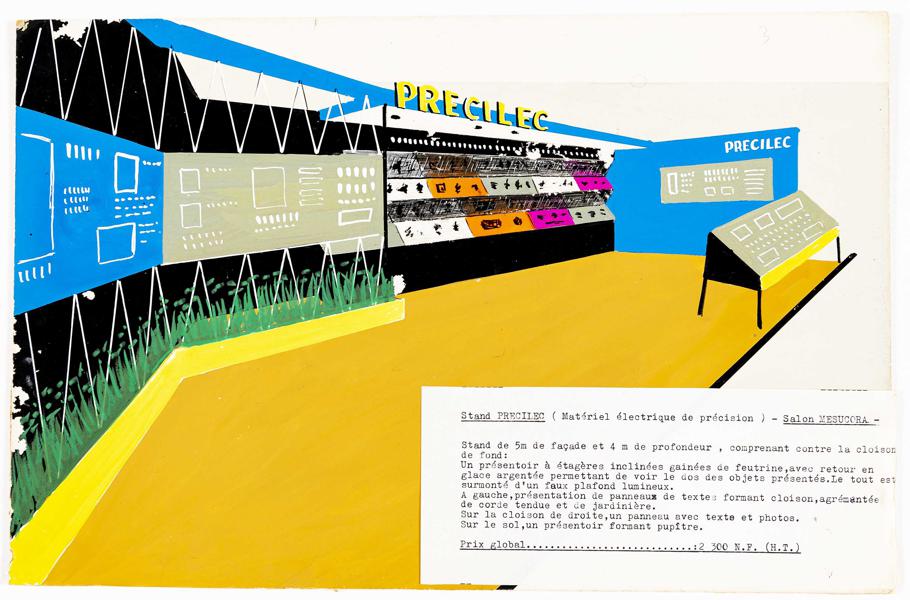 PRECILEC
PRECILEC
Stand PRECILEC ( Matériel électrique de précision ) - Salon MESUCORA -
Stand de 5m de façade et 4 m de profondeur , comprenant contre la cloison
de fond:
Un présentoir à étagères inclinées gainées de feutrine,avec retour en
glace argentée permettant de voir le dos des objets présentés.Le tout est
surmonté d'un faux plafond lumineux.
A gauche,présentation de panneaux de textes formant cloison,agrémentée
de corde tendue et de jardinière.
Sur la cloison de droite,un panneau avec texte et photos.
Sur le sol,un présentoir formant pupitre.
Prix global............................:2 300 N.F. (H.T.)